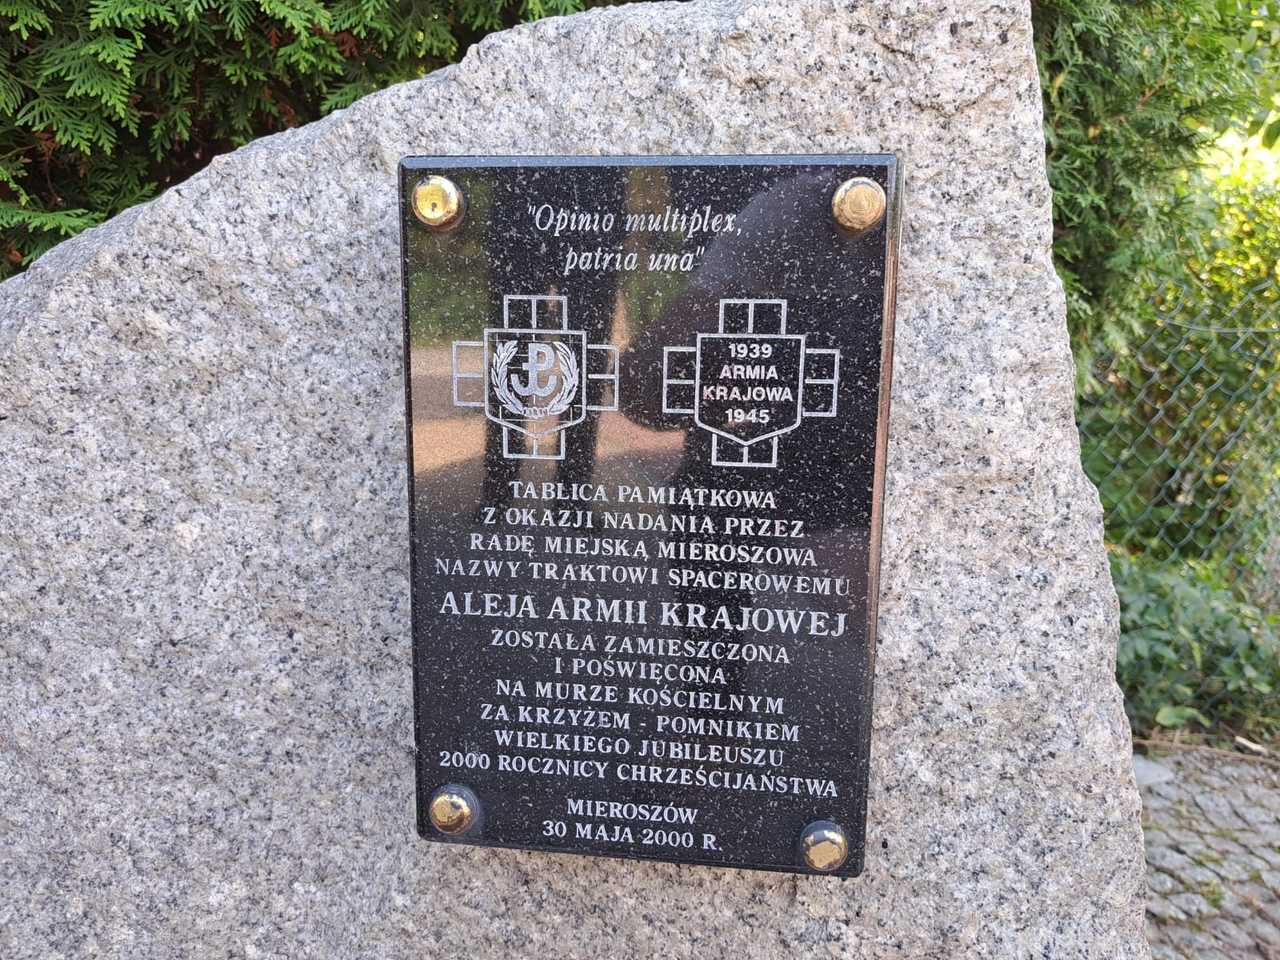 "Opinio multiplex,
patria una"
1939
ARMIA
KRAJOWA
1945
TABLICA PAMIĄTKOWA
Z OKAZJI NADANIA PRZEZ
RADĘ MIEJSKĄ MIEROSZOWA
NAZWY TRAKTOWI SPACEROWEMU
ALEJA ARMII KRAJOWEJ
ZOSTAŁA ZAMIESZCZONA
I POŚWIĘCONA
NA MURZE KOŚCIELNYM
ZA KRZYŻEM - POMNIKIEM
WIELKIEGO JUBILEUSZU
2000 ROCZNICY CHRZEŚCIJAŃSTWA
MIEROSZÓW
30 MAJA 2000 R.